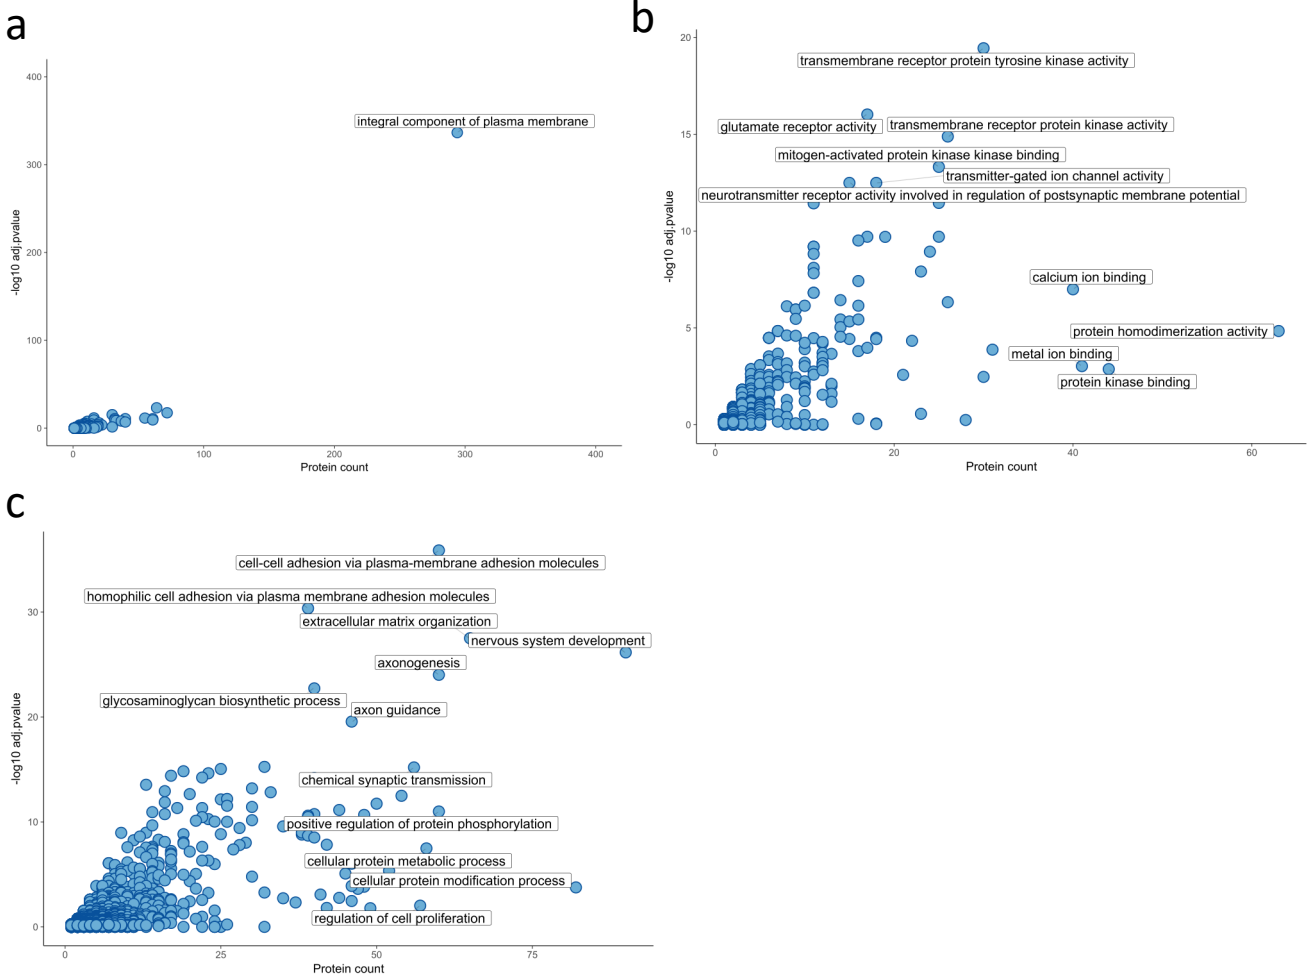 a
400
300
200
100
0
-log10 adj.pvalue
integral component of plasma membrane
0
100
200
300
400
Protein count
b
20
15
10
5
0
-log10 adj.pvalue
transmembrane receptor protein tyrosine kinase activity
glutamate receptor activity
transmembrane receptor protein kinase activity
mitogen-activated protein kinase kinase binding
transmitter-gated ion channel activity
neurotransmitter receptor activity involved in regulation of postsynaptic membrane potential
calcium ion binding
protein homodimerization activity
metal ion binding
protein kinase binding
0
20
40
60
Protein count
c
30
20
10
0
-log10 adj.pvalue
cell-cell adhesion via plasma-membrane adhesion molecules
homophilic cell adhesion via plasma membrane adhesion molecules
extracellular matrix organization
nervous system development
axonogenesis
glycosaminoglycan biosynthetic process
axon guidance
chemical synaptic transmission
positive regulation of protein phosphorylation
cellular protein metabolic process
cellular protein modification process
regulation of cell proliferation
0
25
50
75
Protein count